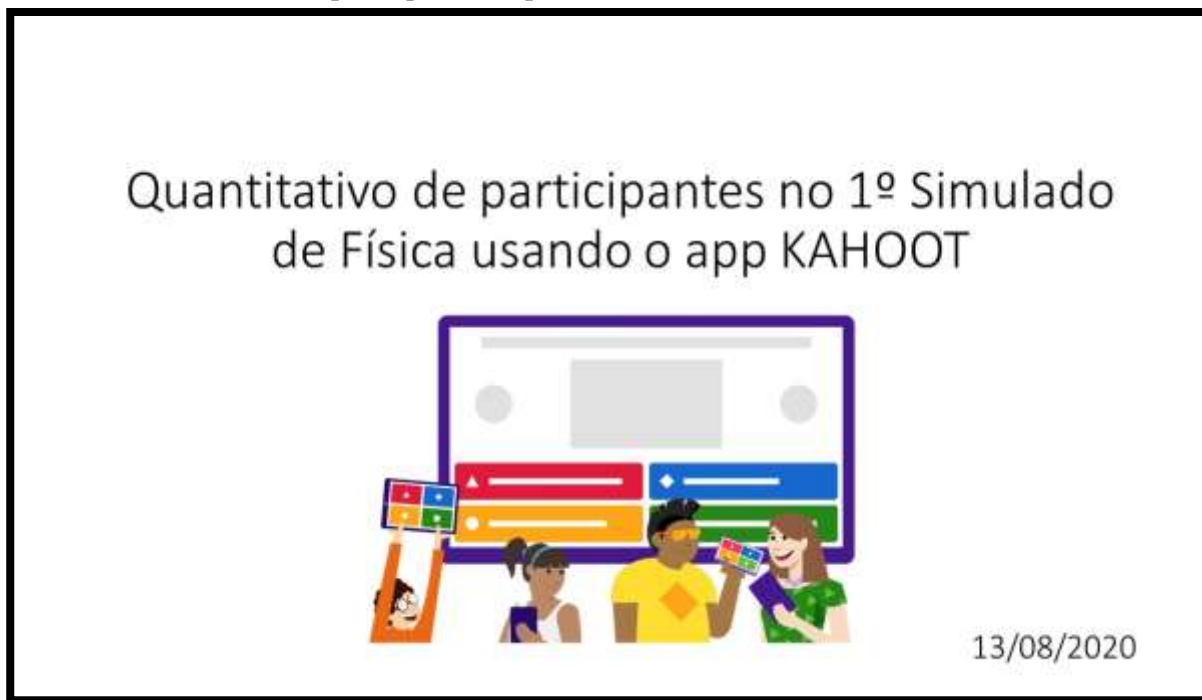 Quantitativo de participantes no 1º Simulado
de Física usando o app KAHOOT
13/08/2020